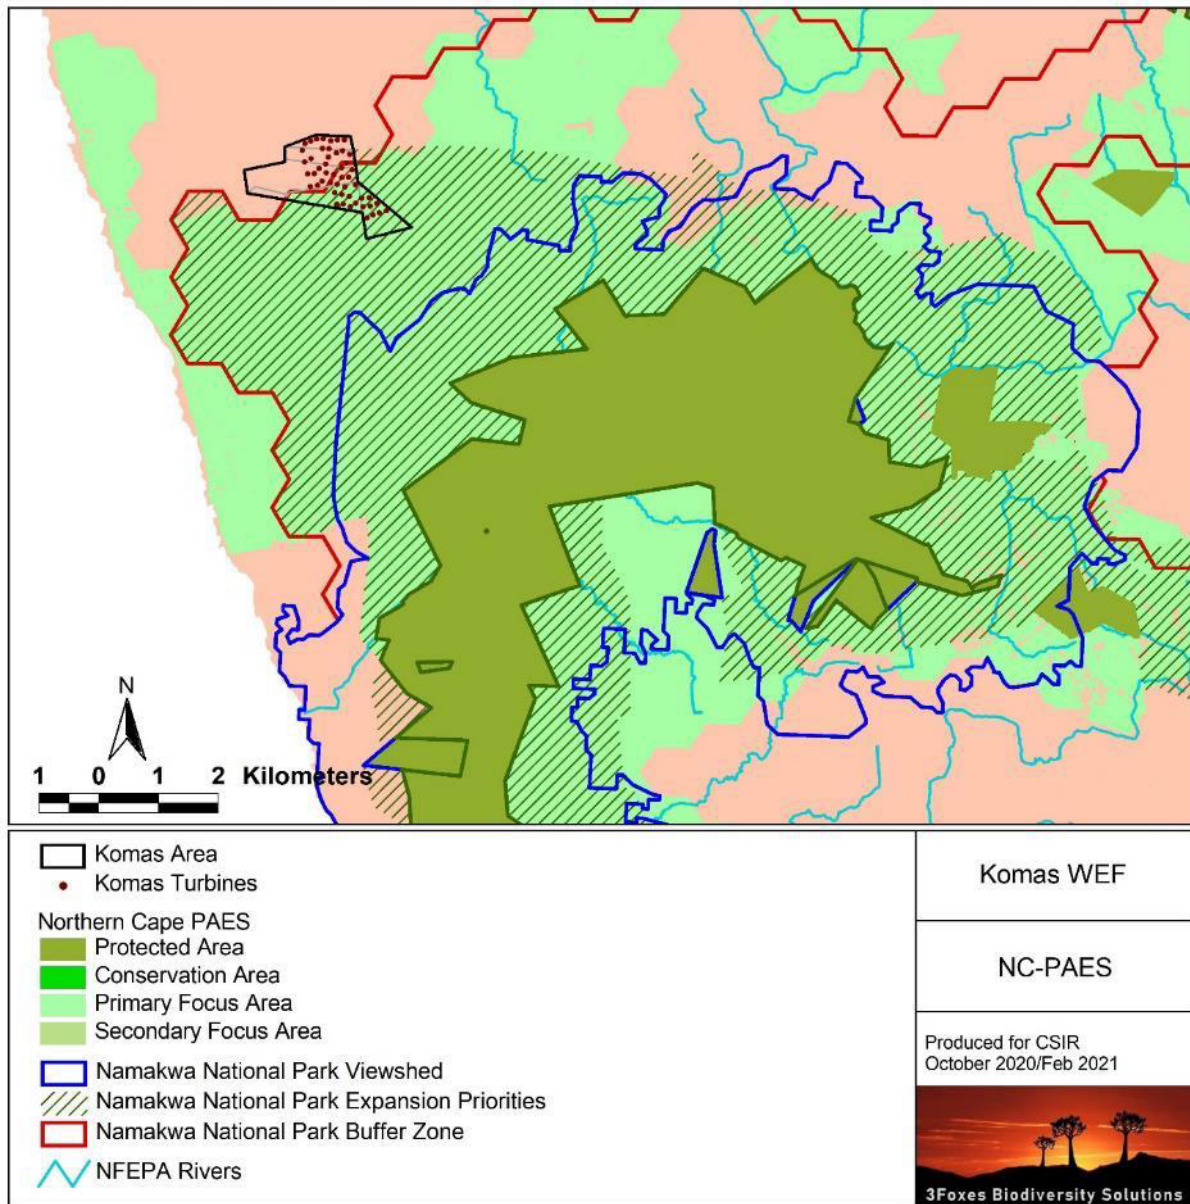 N
1 0 1 2 Kilometers
Komas Area
Komas Turbines
Northern Cape PAES
Protected Area
Conservation Area
Primary Focus Area
Secondary Focus Area
Namakwa National Park Viewshed
Namakwa National Park Expansion Priorities
Namakwa National Park Buffer Zone
NFEPA Rivers
Komas WEF
NC-PAES
Produced for CSIR
October 2020/Feb 2021
3Foxes Biodiversity Solutions